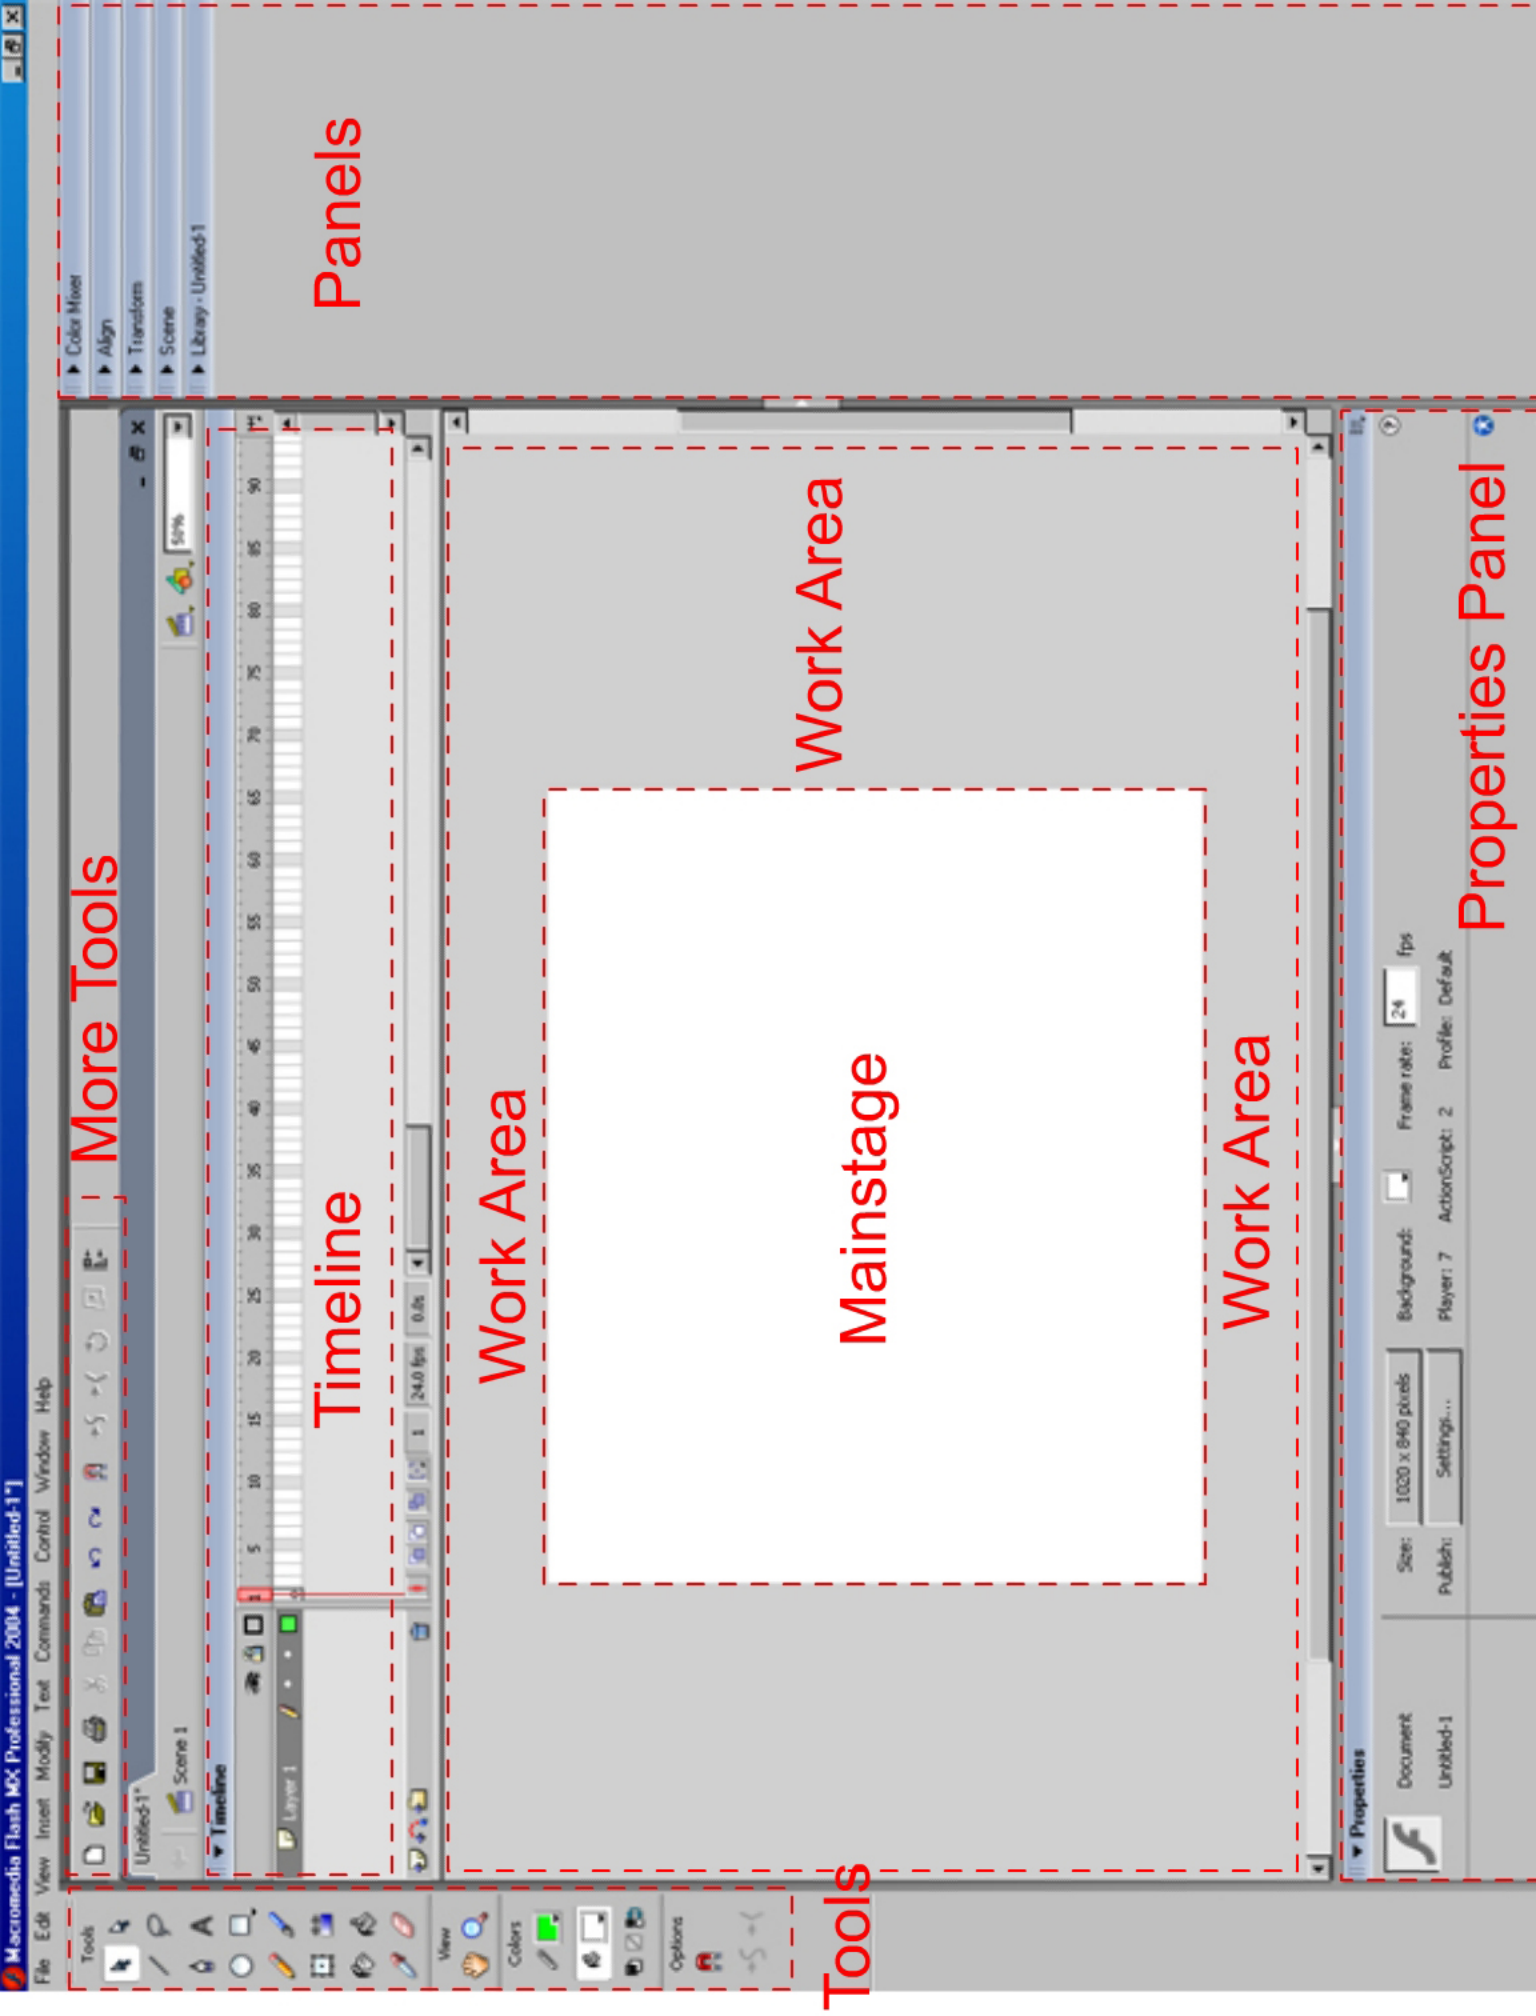 Macromedia Flash MX Professional 2004 - [Untitled-1*]
File Edit View Insert Modify Text Commands Control Window Help
More Tools
Tools
Untitled-1*
Scene 1
50%
Timeline
1 5 10 15 20 25 30 35 40 45 50 55 60 65 70 75 80 85 90
Layer 1
Timeline
1 24.0 fps 0.0s
View
Colors
Options
Tools
Work Area
Work Area
Mainstage
Work Area
Color Mixer
Align
Transform
Scene
Library - Untitled-1
Panels
Properties
Document
Size: 1020 x 840 pixels Background: Frame rate: 24 fps
Untitled-1
Publish: Settings... Player: 7 ActionScript: 2 Profile: Default
Properties Panel